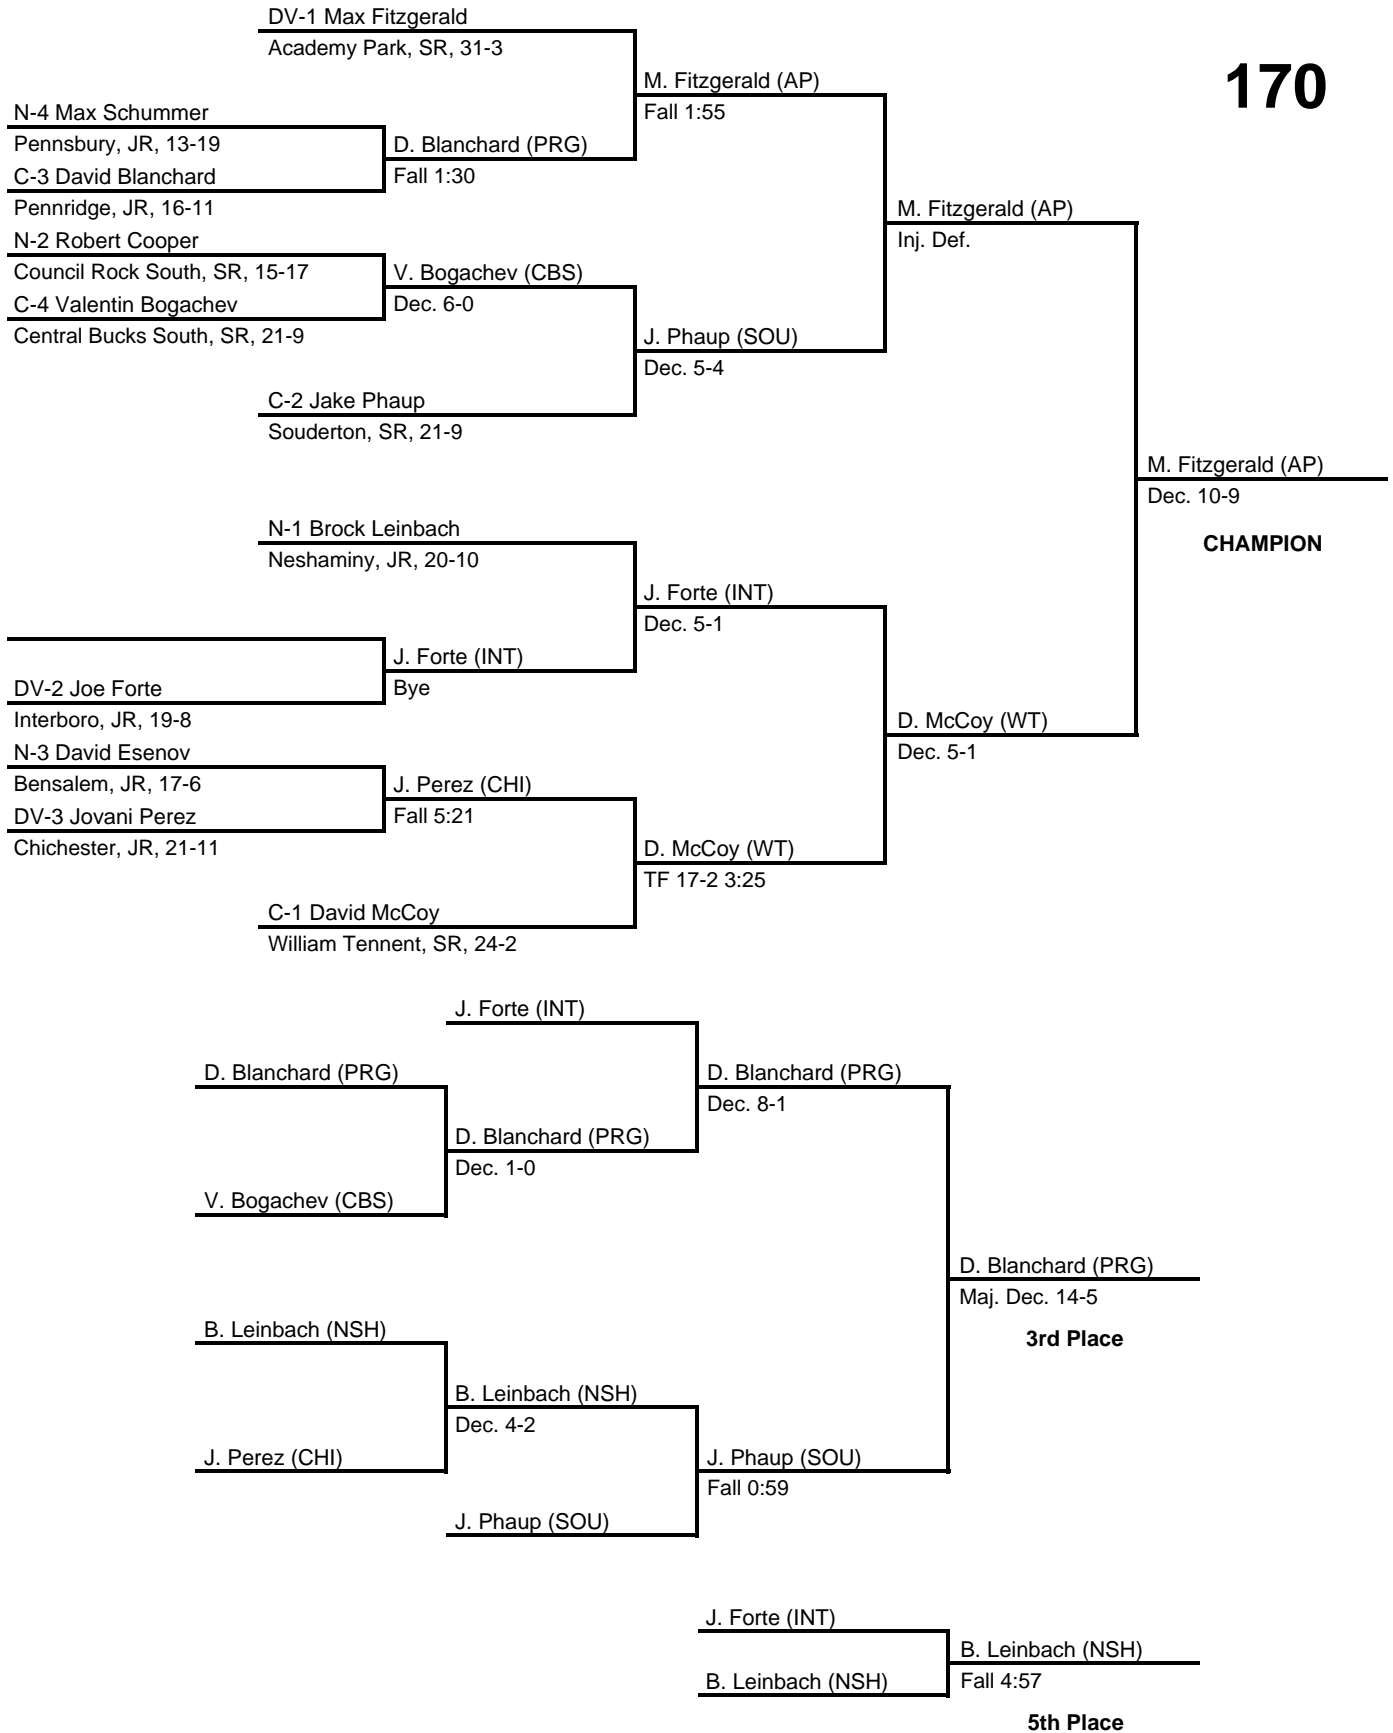 DV-1 Max Fitzgerald
Academy Park, SR, 31-3
170
M. Fitzgerald (AP)
Fall 1:55
N-4 Max Schummer
Pennsbury, JR, 13-19
D. Blanchard (PRG)
Fall 1:30
C-3 David Blanchard
Pennridge, JR, 16-11
M. Fitzgerald (AP)
Inj. Def.
N-2 Robert Cooper
Council Rock South, SR, 15-17
V. Bogachev (CBS)
Dec. 6-0
C-4 Valentin Bogachev
Central Bucks South, SR, 21-9
J. Phaup (SOU)
Dec. 5-4
C-2 Jake Phaup
Souderton, SR, 21-9
M. Fitzgerald (AP)
Dec. 10-9
CHAMPION
N-1 Brock Leinbach
Neshaminy, JR, 20-10
J. Forte (INT)
Dec. 5-1
J. Forte (INT)
Bye
DV-2 Joe Forte
Interboro, JR, 19-8
D. McCoy (WT)
Dec. 5-1
N-3 David Esenov
Bensalem, JR, 17-6
J. Perez (CHI)
Fall 5:21
DV-3 Jovani Perez
Chichester, JR, 21-11
D. McCoy (WT)
TF 17-2 3:25
C-1 David McCoy
William Tennent, SR, 24-2
J. Forte (INT)
D. Blanchard (PRG)
D. Blanchard (PRG)
Dec. 8-1
D. Blanchard (PRG)
Dec. 1-0
V. Bogachev (CBS)
D. Blanchard (PRG)
Maj. Dec. 14-5
3rd Place
B. Leinbach (NSH)
B. Leinbach (NSH)
Dec. 4-2
J. Perez (CHI)
J. Phaup (SOU)
Fall 0:59
J. Phaup (SOU)
J. Forte (INT)
B. Leinbach (NSH)
Fall 4:57
B. Leinbach (NSH)
5th Place